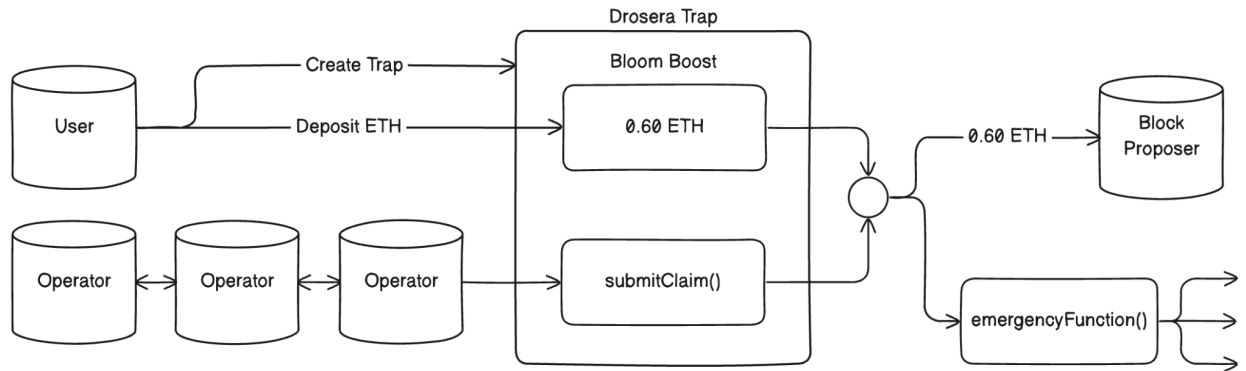 Drosera Trap
Create Trap
Bloom Boost
User
Deposit ETH
0.60 ETH
0.60 ETH
Block
Proposer
Operator
Operator
Operator
submitClaim()
emergencyFunction()